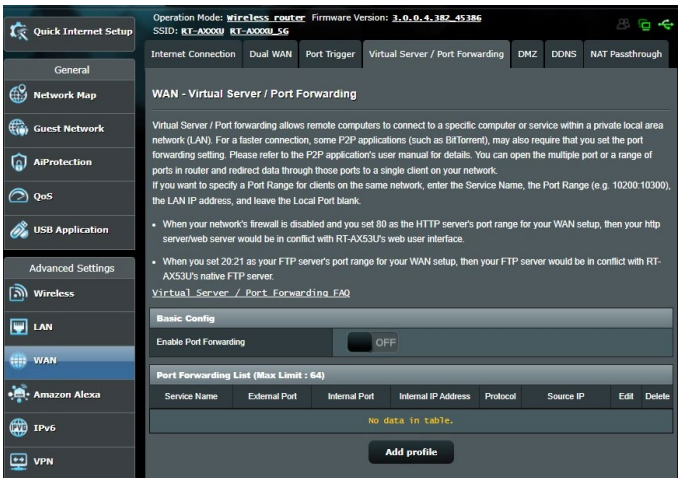 Operation Mode: Wireless router Firmware Version: 3.0.0.4.382_45386
SSID: RT-AXXXU RT-AXXXU_5G
Quick Internet Setup
General
Network Map
Guest Network
AiProtection
QoS
USB Application
Advanced Settings
Wireless
LAN
WAN
Amazon Alexa
IPv6
VPN
Internet Connection Dual WAN Port Trigger Virtual Server / Port Forwarding DMZ DDNS NAT Passthrough
WAN - Virtual Server / Port Forwarding
Virtual Server / Port forwarding allows remote computers to connect to a specific computer or service within a private local area
network (LAN). For a faster connection, some P2P applications (such as BitTorrent), may also require that you set the port
forwarding setting. Please refer to the P2P application's user manual for details. You can open the multiple port or a range of
ports in router and redirect data through those ports to a single client on your network.
If you want to specify a Port Range for clients on the same network, enter the Service Name, the Port Range (e.g. 10200:10300),
the LAN IP address, and leave the Local Port blank.
• When your network's firewall is disabled and you set 80 as the HTTP server's port range for your WAN setup, then your http
server/web server would be in conflict with RT-AX53U's web user interface.
• When you set 20:21 as your FTP server's port range for your WAN setup, then your FTP server would be in conflict with RT-
AX53U's native FTP server.
Virtual Server / Port Forwarding FAQ
Basic Config
Enable Port Forwarding OFF
Port Forwarding List (Max Limit : 64)
Service Name External Port Internal Port Internal IP Address Protocol Source IP Edit Delete
No data in table.
Add profile